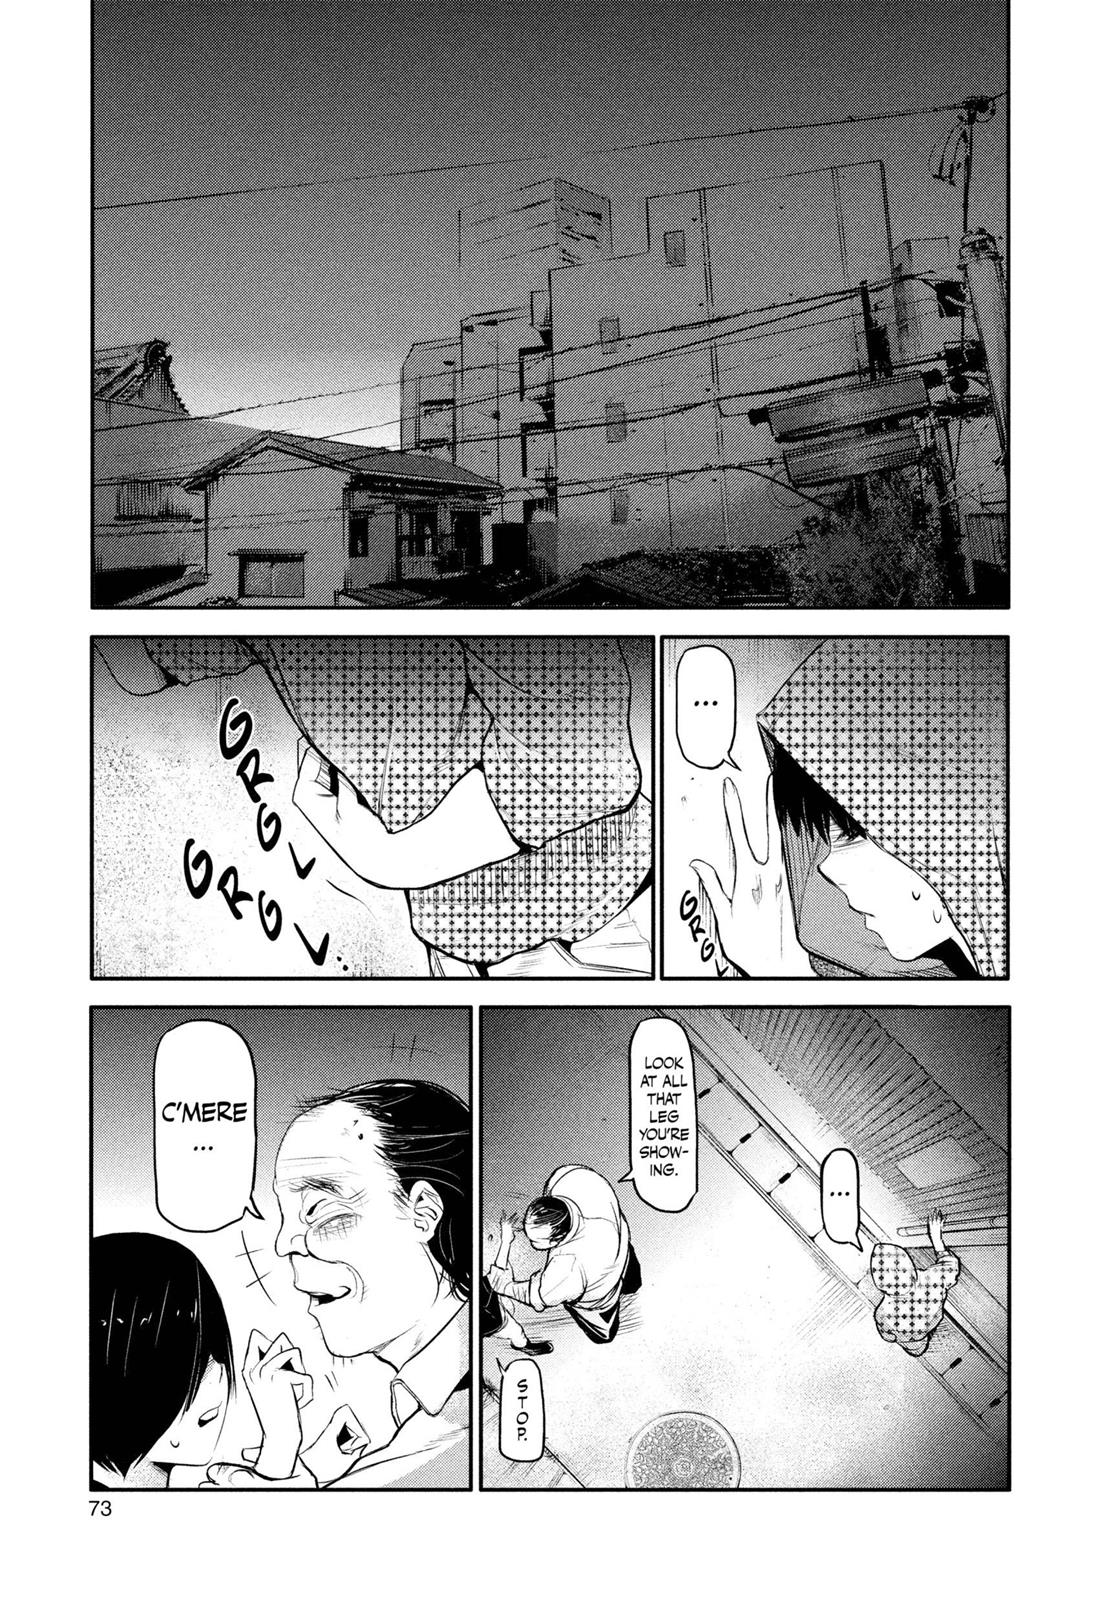 ...
GRGL
GRGL
GRGL...
LOOK
AT ALL
THAT
LEG
YOU'RE
SHOW-
ING.
...
STOP.
C'MERE
...
73